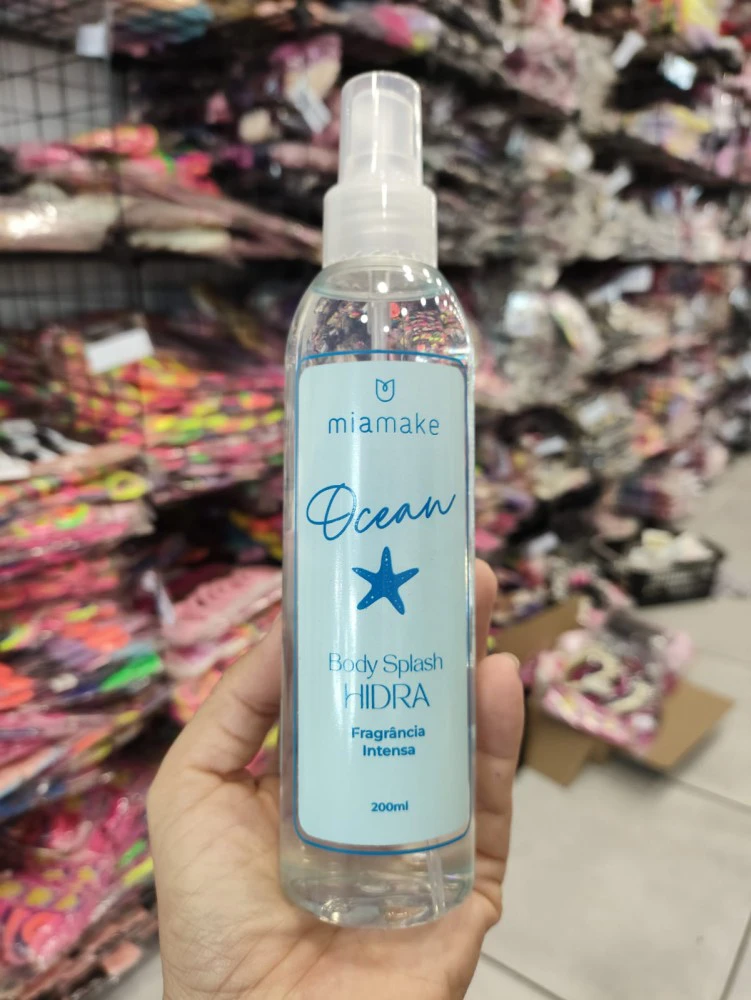 miamake
Ocean
Body Splash
HIDRA
Fragrância
Intensa
200ml